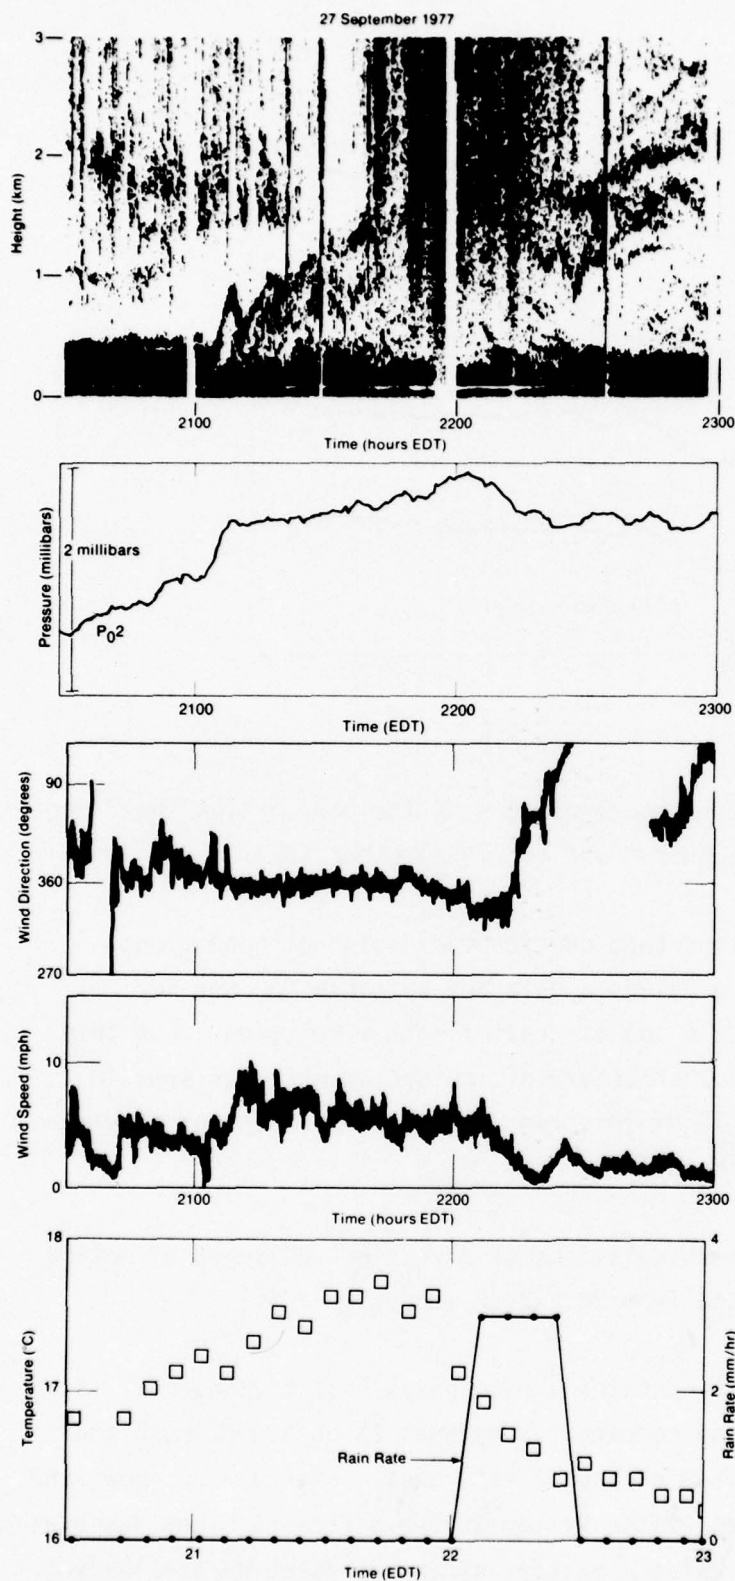 27 September 1977
Height (km)
3
2
1
0
2100
2200
2300
Time (hours EDT)
Pressure (millibars)
2 millibars
P02
2100
2200
2300
Time (EDT)
Wind Direction (degrees)
90
360
270
Wind Speed (mph)
10
0
2100
2200
2300
Time (hours EDT)
Temperature (°C)
18
17
16
Rain Rate
4
2
0
Rain Rate (mm/hr)
21
22
23
Time (EDT)